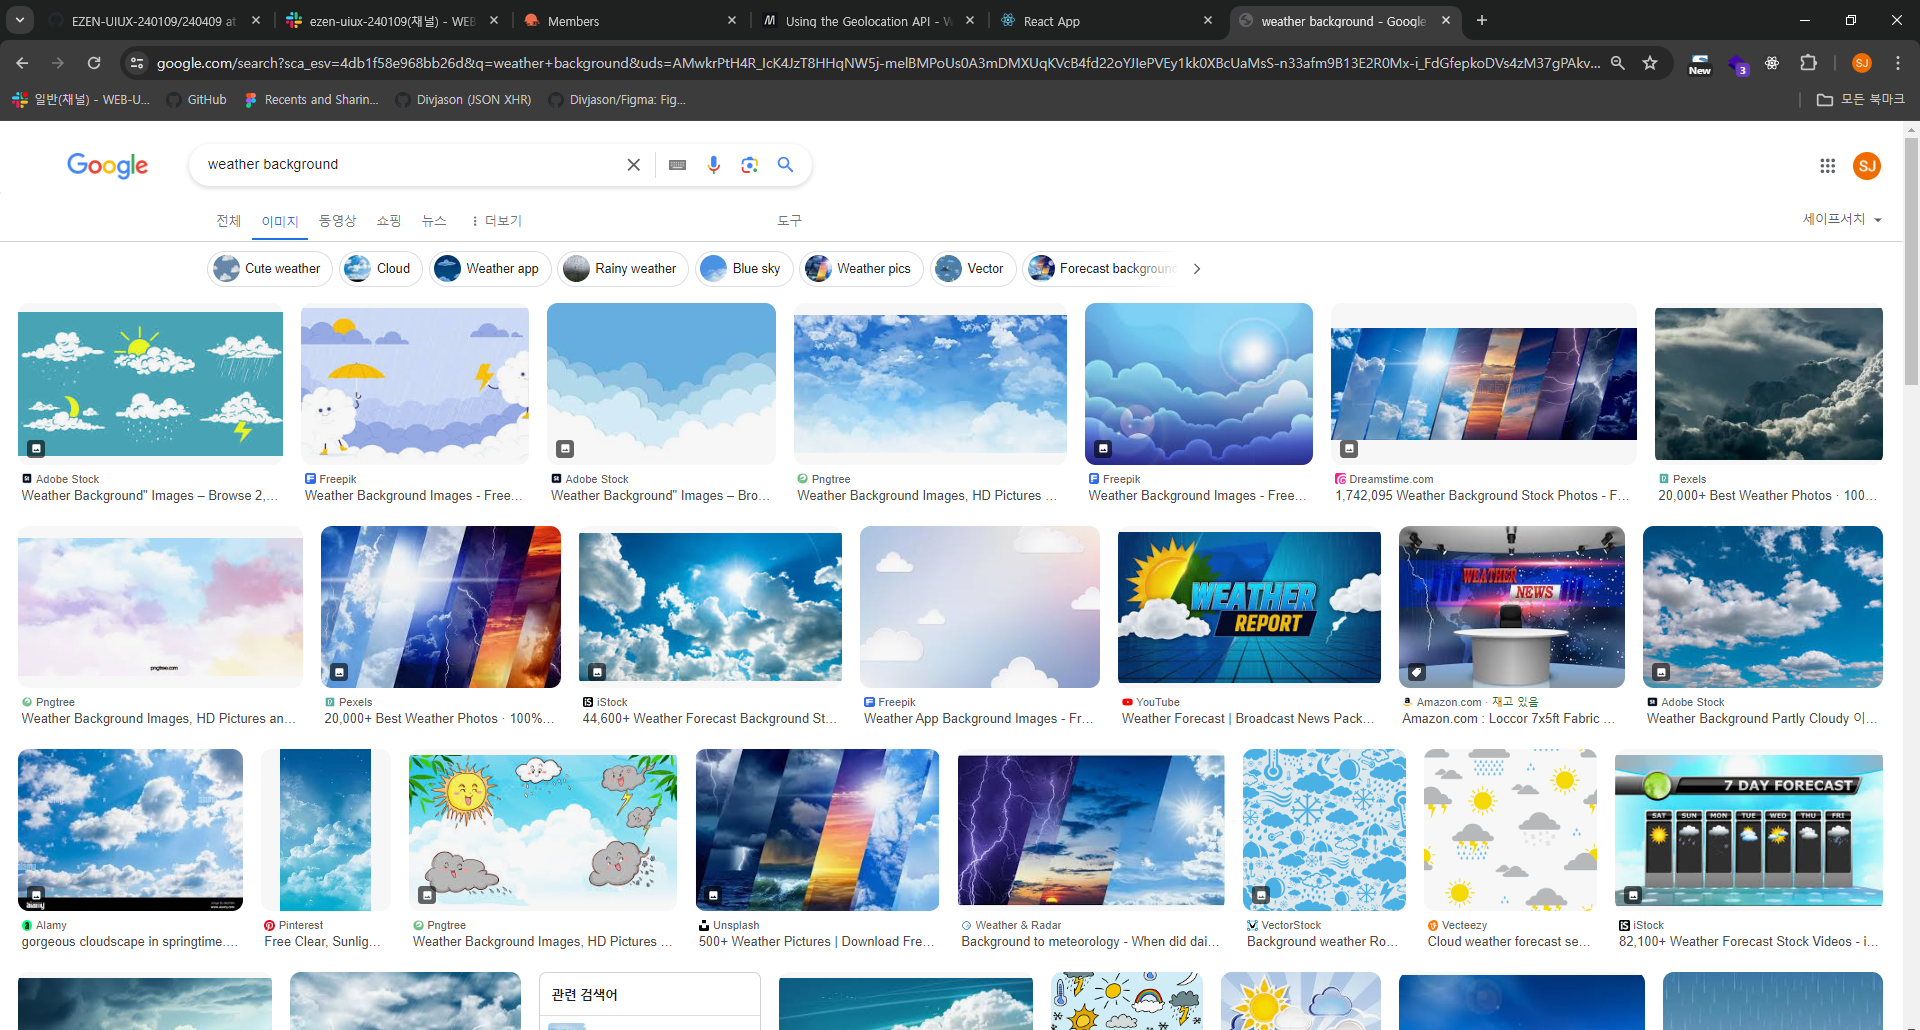 EZEN-UIUX-240109/240409 at
ezen-uiux-240109(채널) - WEB
Members
Using the Geolocation API - W
React App
weather background - Google
google.com/search?sca_esv=4db1f58e968bb26d&q=weather+background&uds=AMwkrPtH4R_IcK4JzT8HHqNW5j-melBMPoUs0A3mDMXUqKVcB4fd22oYJIePVEy1kk0XBcUaMsS-n33afm9B13E2R0Mx-i_FdGfepkoDVs4zM37gPAkv...
New
3
SJ
일반(채널) - WEB-U...
GitHub
Recents and Sharin...
Divjason (JSON XHR)
Divjason/Figma: Fig...
모든 북마크
Google
weather background
SJ
전체
이미지
동영상
쇼핑
뉴스
더보기
도구
세이프서치
Cute weather
Cloud
Weather app
Rainy weather
Blue sky
Weather pics
Vector
Forecast background
Adobe Stock
Weather Background" Images – Browse 2,...
Freepik
Weather Background Images - Free...
Adobe Stock
Weather Background" Images – Bro...
Pngtree
Weather Background Images, HD Pictures ...
Freepik
Weather Background Images - Free...
Dreamstime.com
1,742,095 Weather Background Stock Photos - F...
Pexels
20,000+ Best Weather Photos · 100...
pngtree.com
WEATHER
REPORT
WEATHER
NEWS
Pngtree
Weather Background Images, HD Pictures an...
Pexels
20,000+ Best Weather Photos · 100%...
iStock
44,600+ Weather Forecast Background St...
Freepik
Weather App Background Images - Fr...
YouTube
Weather Forecast | Broadcast News Pack...
Amazon.com · 재고 있음
Amazon.com : Loccor 7x5ft Fabric ...
Adobe Stock
Weather Background Partly Cloudy 이...
alamy
7 DAY FORECAST
SAT SUN MON TUE WED THU FRI
Alamy
gorgeous cloudscape in springtime....
Pinterest
Free Clear, Sunlig...
Pngtree
Weather Background Images, HD Pictures ...
Unsplash
500+ Weather Pictures | Download Fre...
Weather & Radar
Background to meteorology - When did dai...
VectorStock
Background weather Ro...
Vecteezy
Cloud weather forecast se...
iStock
82,100+ Weather Forecast Stock Videos - i...
관련 검색어